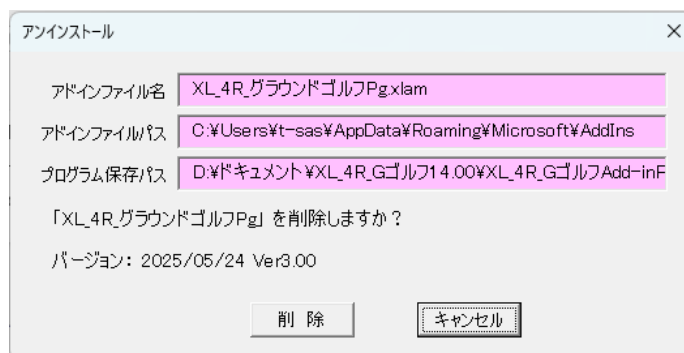 アンインストール
アドインファイル名 XL_4R_グラウンドゴルフPg.xlam
アドインファイルパス C:¥Users¥t-sas¥AppData¥Roaming¥Microsoft¥AddIns
プログラム保存パス D:¥ドキュメント¥XL_4R_Gゴルフ14.00¥XL_4R_GゴルフAdd-inF
「XL_4R_グラウンドゴルフPg」を削除しますか？
バージョン： 2025/05/24 Ver3.00
削 除 キャンセル